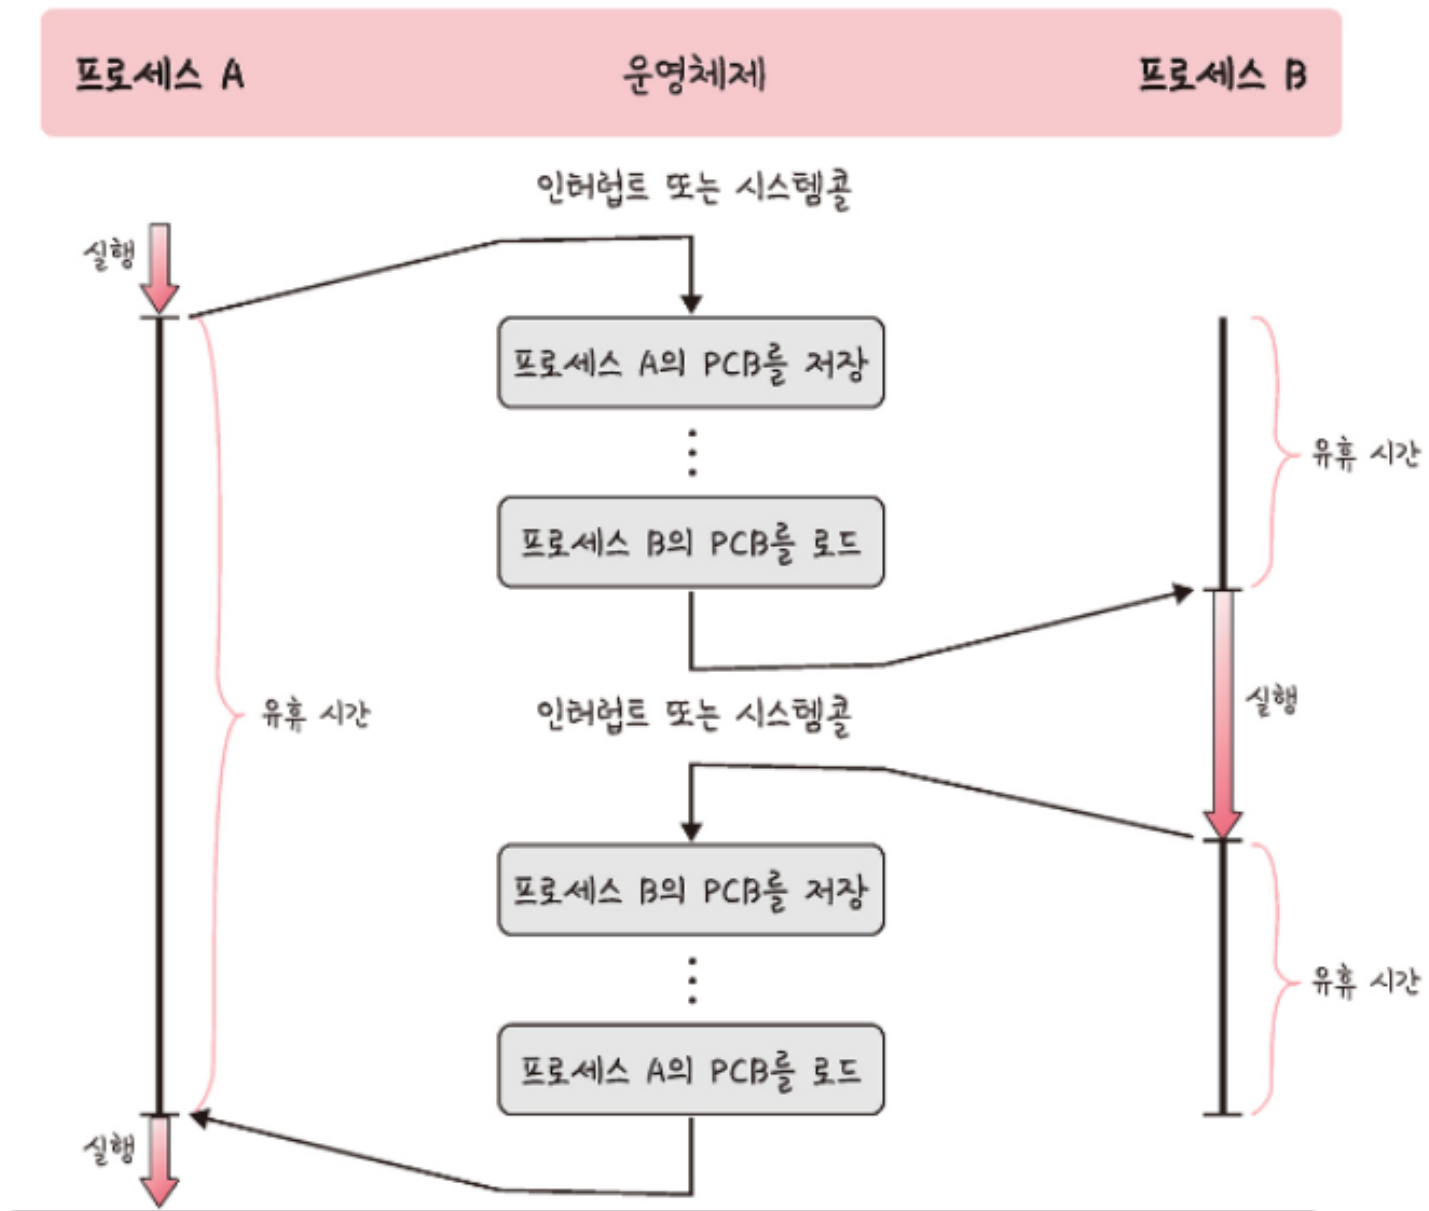 프로세스 A
운영체제
프로세스 B
인터럽트 또는 시스템콜
실행
프로세스 A의 PCB를 저장
유휴 시간
프로세스 B의 PCB를 로드
실행
유휴 시간
인터럽트 또는 시스템콜
프로세스 B의 PCB를 저장
유휴 시간
프로세스 A의 PCB를 로드
실행